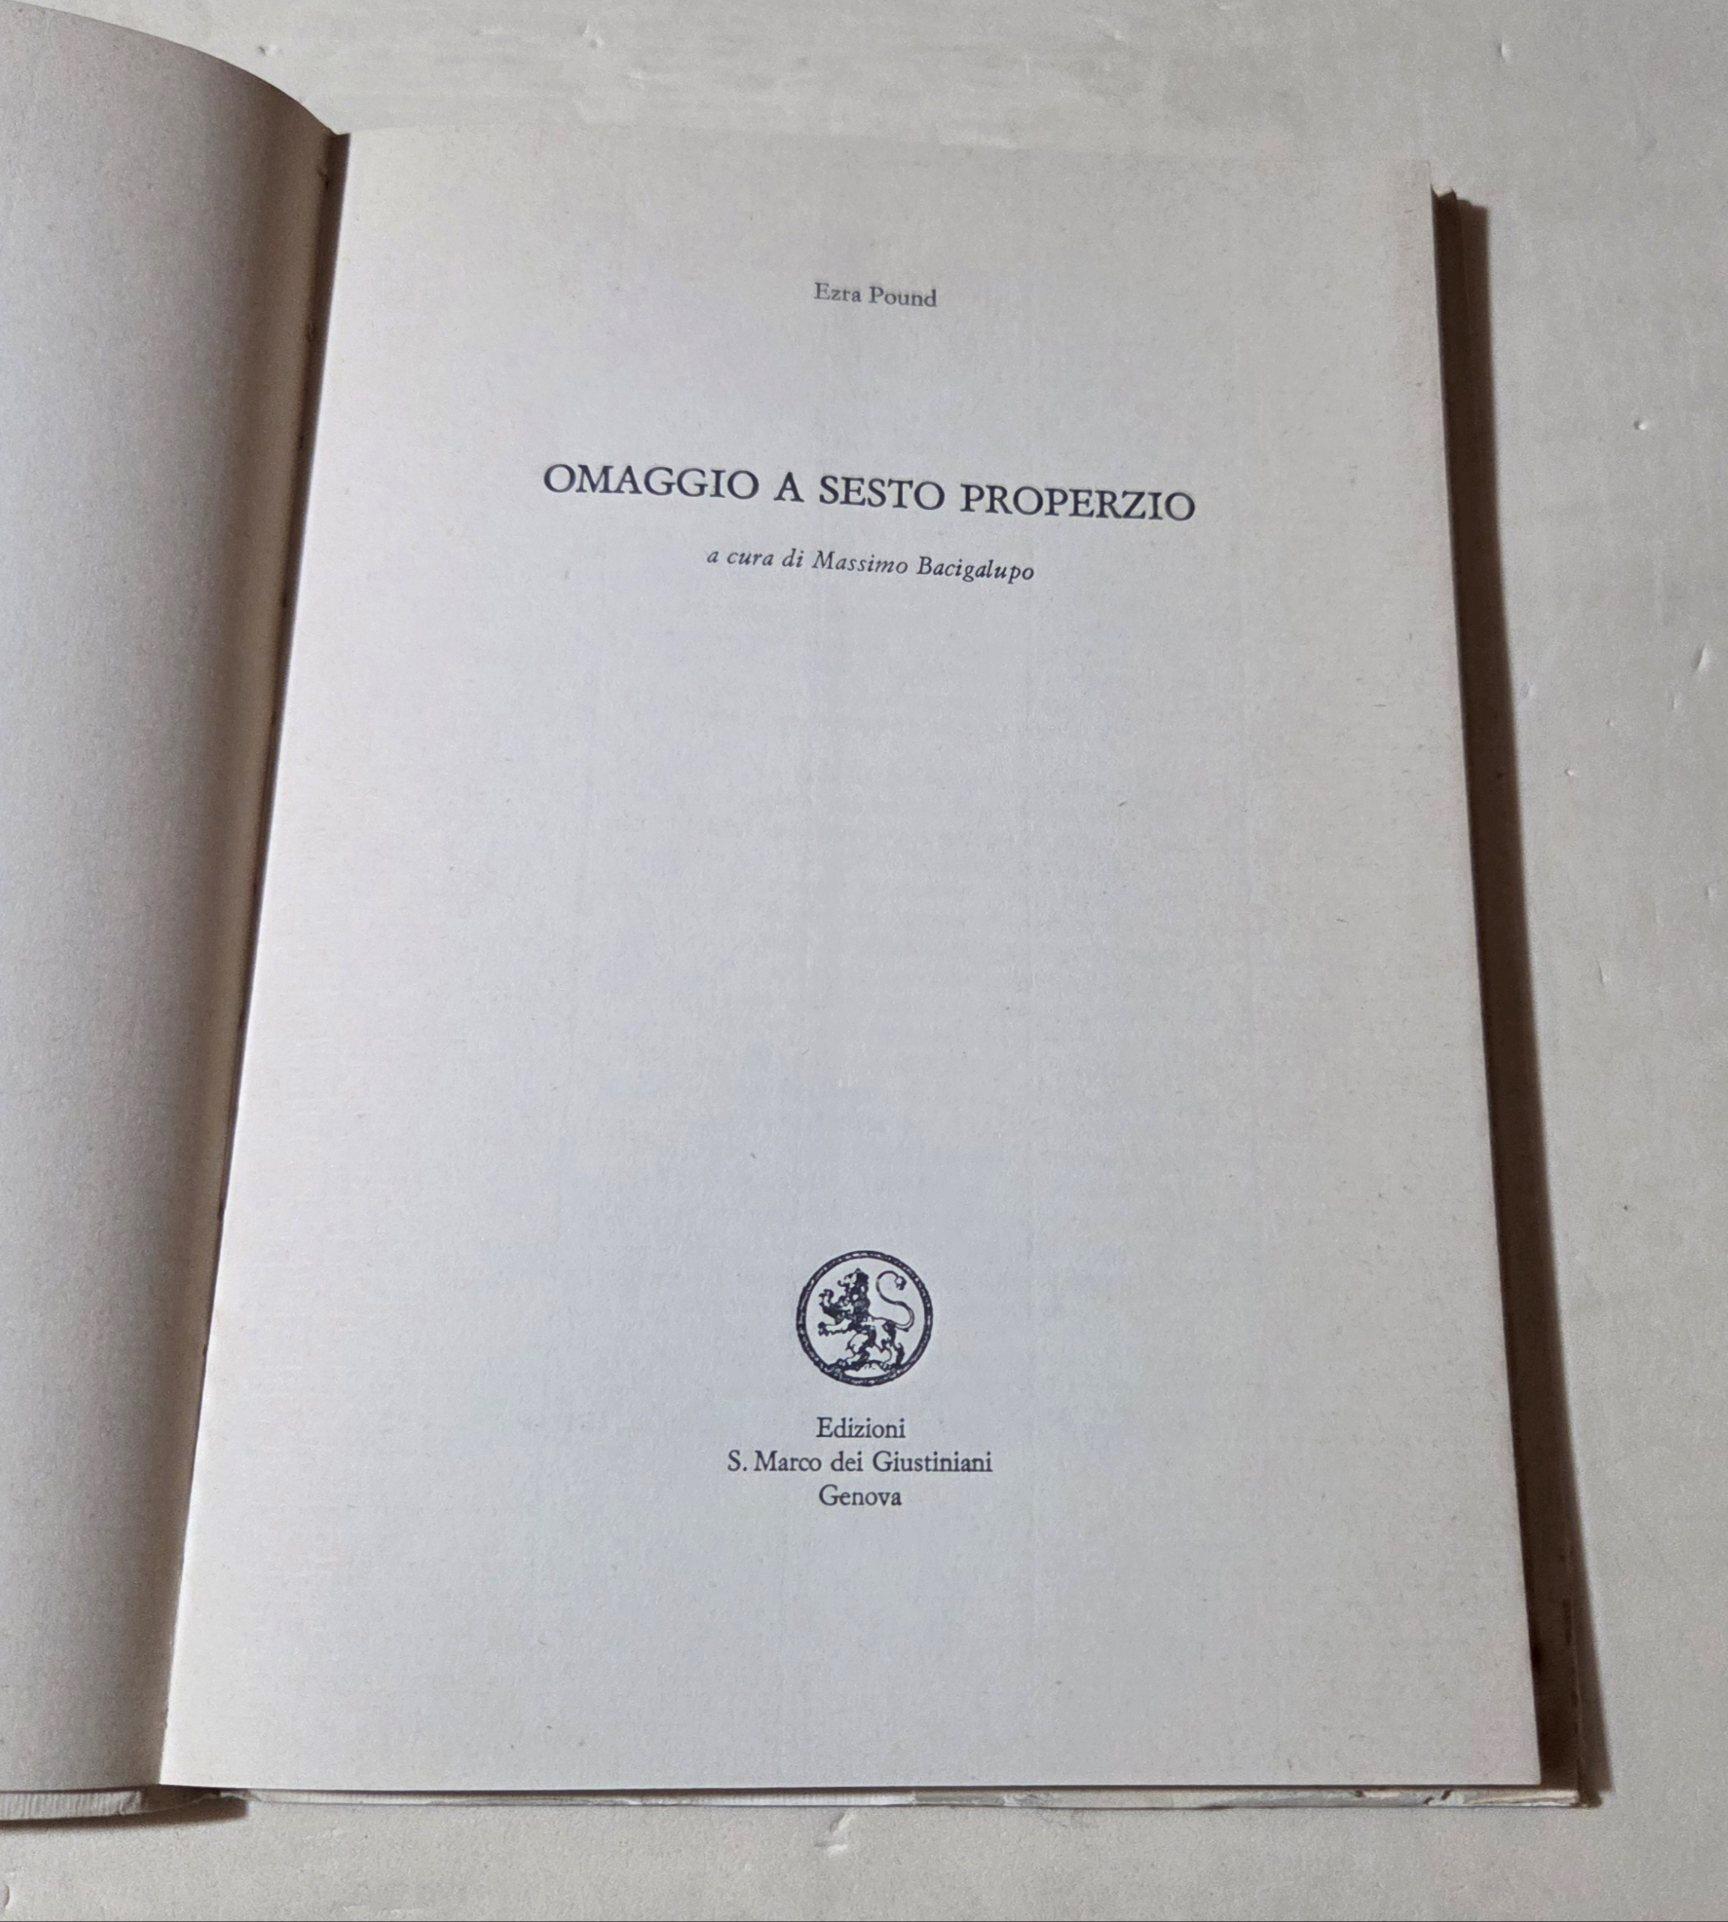 Ezra Pound
OMAGGIO A SESTO PROPERZIO
a cura di Massimo Bacigalupo
Edizioni
S. Marco dei Giustiniani
Genova